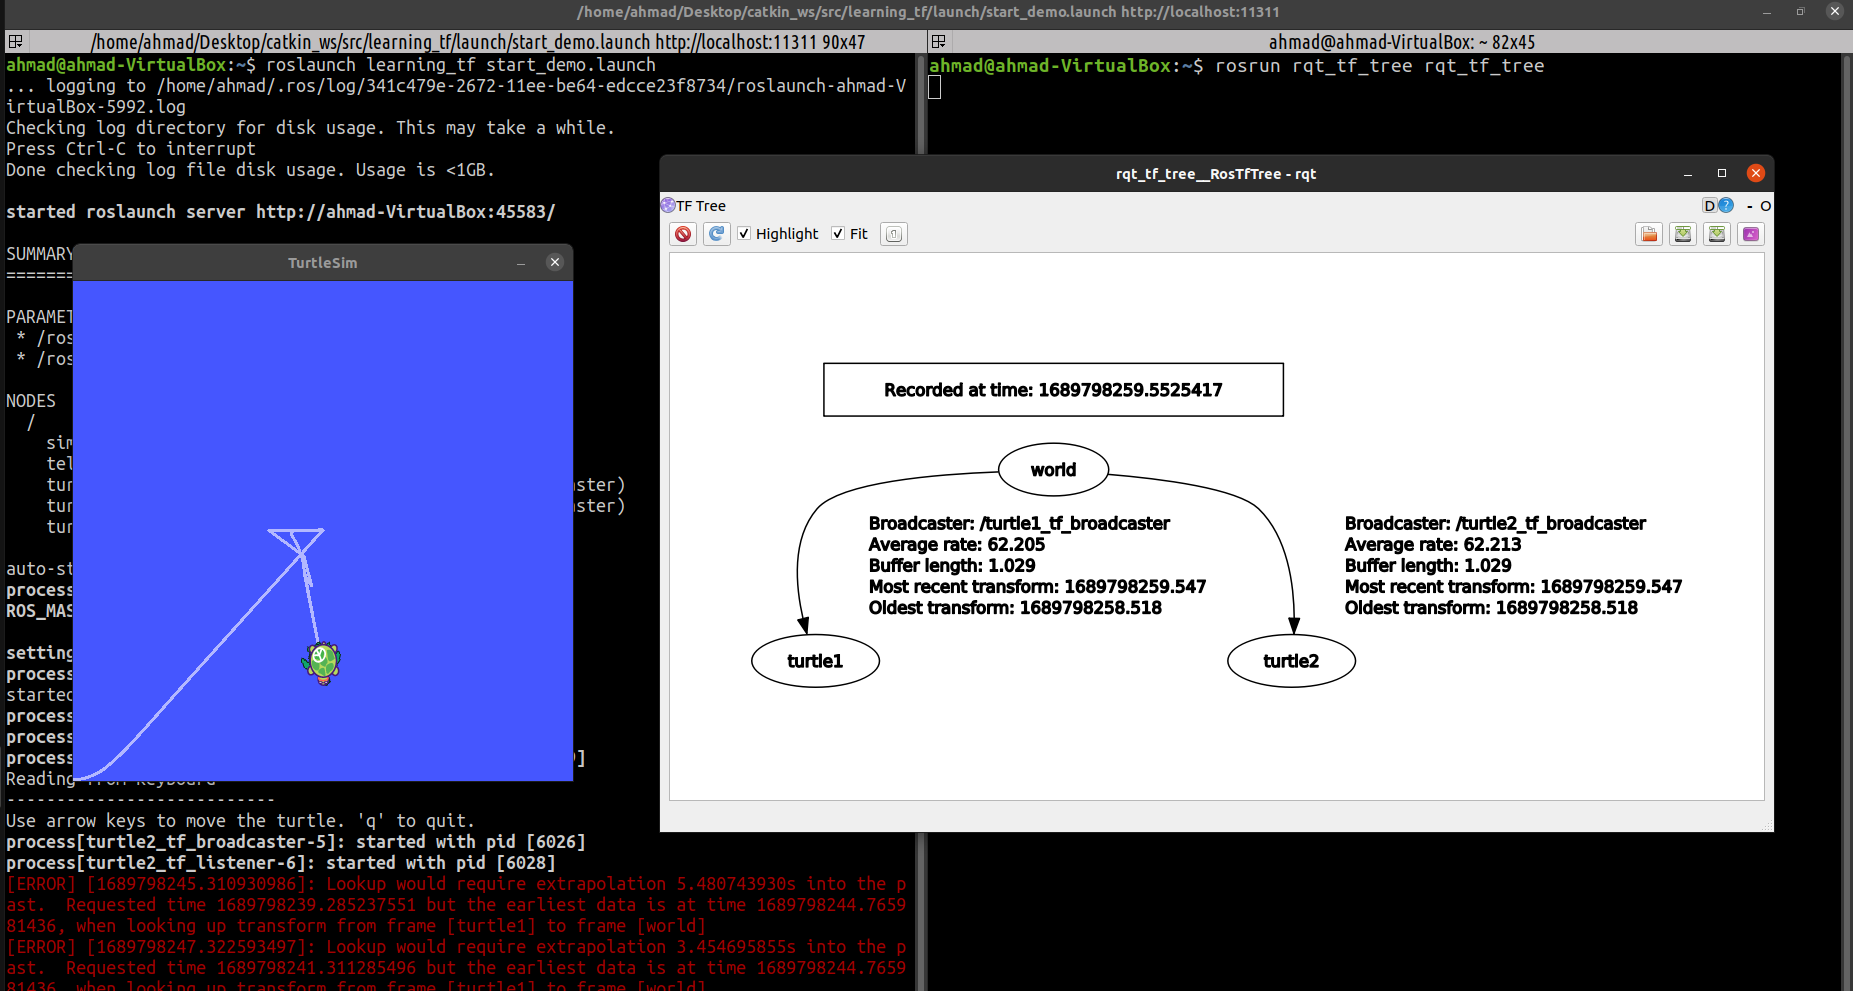 /home/ahmad/Desktop/catkin_ws/src/learning_tf/launch/start_demo.launch http://localhost:11311
/home/ahmad/Desktop/catkin_ws/src/learning_tf/launch/start_demo.launch http://localhost:11311 90x47
ahmad@ahmad-VirtualBox:~$ roslaunch learning_tf start_demo.launch
... logging to /home/ahmad/.ros/log/341c479e-2672-11ee-be64-edcce23f8734/roslaunch-ahmad-V
irtualBox-5992.log
Checking log directory for disk usage. This may take a while.
Press Ctrl-C to interrupt
Done checking log file disk usage. Usage is <1GB.
started roslaunch server http://ahmad-VirtualBox:45583/
SUMMARY
=======
PARAMET
* /ros
* /ros
NODES
/
sim
tel
tur
ster)
tur
ster)
tur
auto-st
process
ROS_MAS
setting
process
started
process
process
process
]
Reading from keyboard
---------------------------
Use arrow keys to move the turtle. 'q' to quit.
process[turtle2_tf_broadcaster-5]: started with pid [6026]
process[turtle2_tf_listener-6]: started with pid [6028]
[ERROR] [1689798245.310930986]: Lookup would require extrapolation 5.480743930s into the p
ast.  Requested time 1689798239.285237551 but the earliest data is at time 1689798244.7659
81436, when looking up transform from frame [turtle1] to frame [world]
[ERROR] [1689798247.322593497]: Lookup would require extrapolation 3.454695855s into the p
ast.  Requested time 1689798241.311285496 but the earliest data is at time 1689798244.7659
81436, when looking up transform from frame [turtle1] to frame [world]
TurtleSim
ahmad@ahmad-VirtualBox: ~ 82x45
ahmad@ahmad-VirtualBox:~$ rosrun rqt_tf_tree rqt_tf_tree
rqt_tf_tree__RosTfTree - rqt
TF Tree
D ? - O
Highlight Fit
Recorded at time: 1689798259.5525417
world
Broadcaster: /turtle1_tf_broadcaster
Average rate: 62.205
Buffer length: 1.029
Most recent transform: 1689798259.547
Oldest transform: 1689798258.518
Broadcaster: /turtle2_tf_broadcaster
Average rate: 62.213
Buffer length: 1.029
Most recent transform: 1689798259.547
Oldest transform: 1689798258.518
turtle1
turtle2